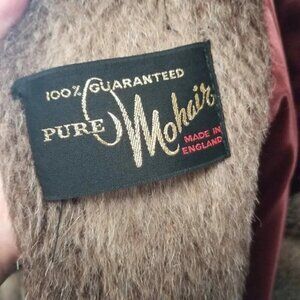 100% GUARANTEED
PURE Mohair
MADE IN
ENGLAND